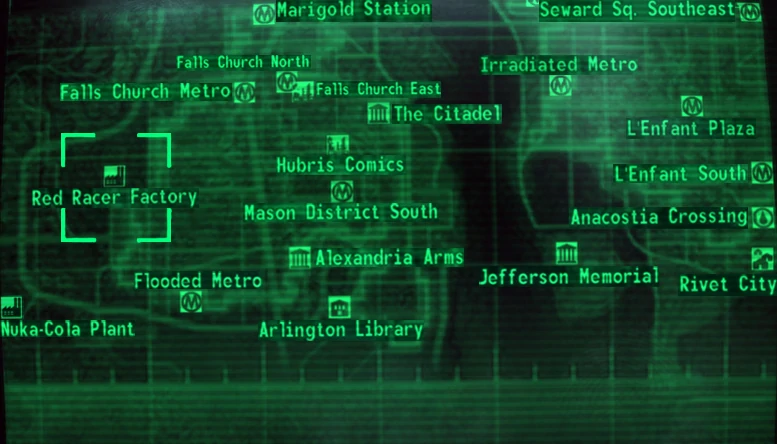 Marigold Station
Seward Sq. Southeast
Falls Church North
Irradiated Metro
Falls Church Metro
Falls Church East
The Citadel
L'Enfant Plaza
Hubris Comics
L'Enfant South
Red Racer Factory
Mason District South
Anacostia Crossing
Alexandria Arms
Jefferson Memorial
Rivet City
Flooded Metro
Nuka-Cola Plant
Arlington Library